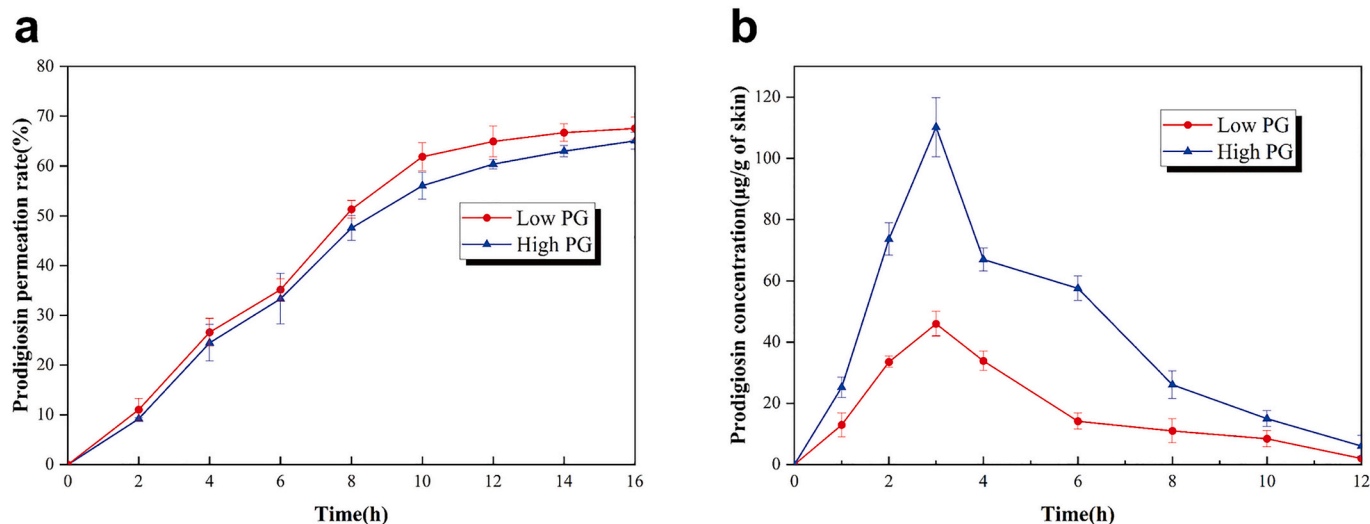 a
Prodigiosin permeation rate(%)
80
70
60
50
40
30
20
10
0
Low PG
High PG
0 2 4 6 8 10 12 14 16
Time(h)
b
Prodigiosin concentration(µg/g of skin)
120
100
80
60
40
20
0
Low PG
High PG
0 2 4 6 8 10 12
Time(h)